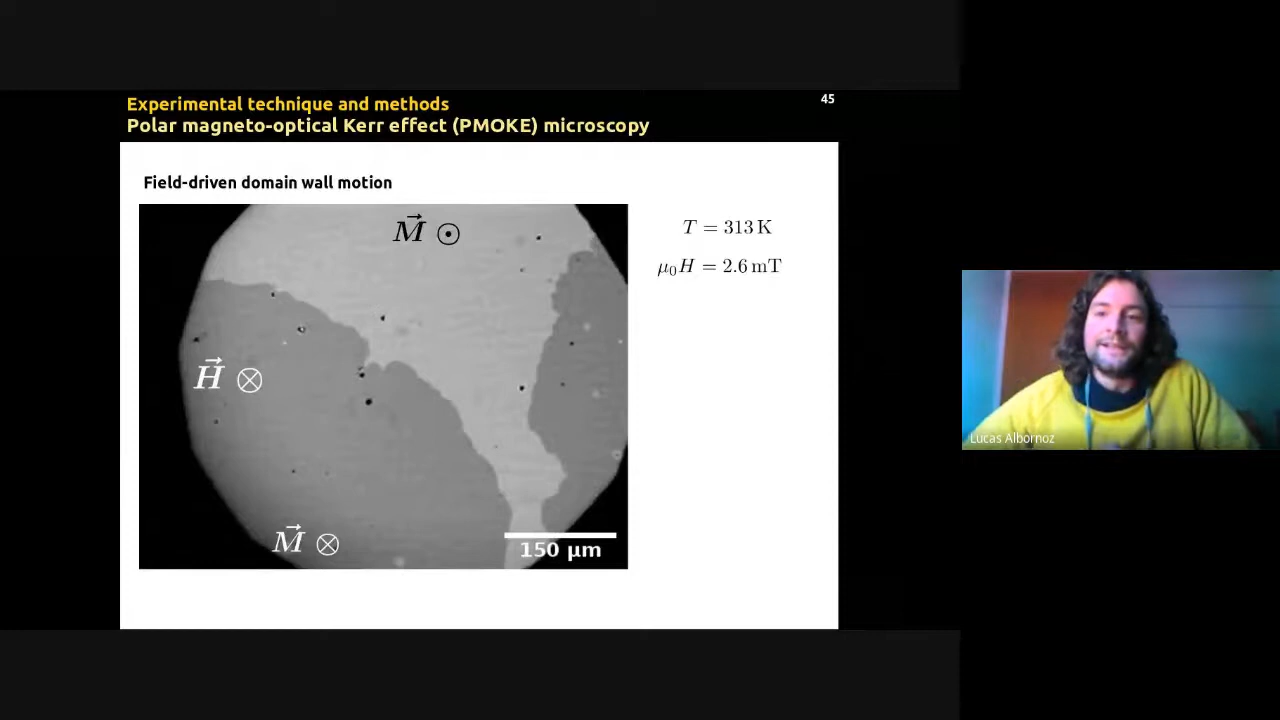 Experimental technique and methods
45
Polar magneto-optical Kerr effect (PMOKE) microscopy
Field-driven domain wall motion
M⃗ ⊙
T = 313 K
μ₀H = 2.6 mT
H⃗ ⊗
Lucas Albornoz
M⃗ ⊗
150 μm